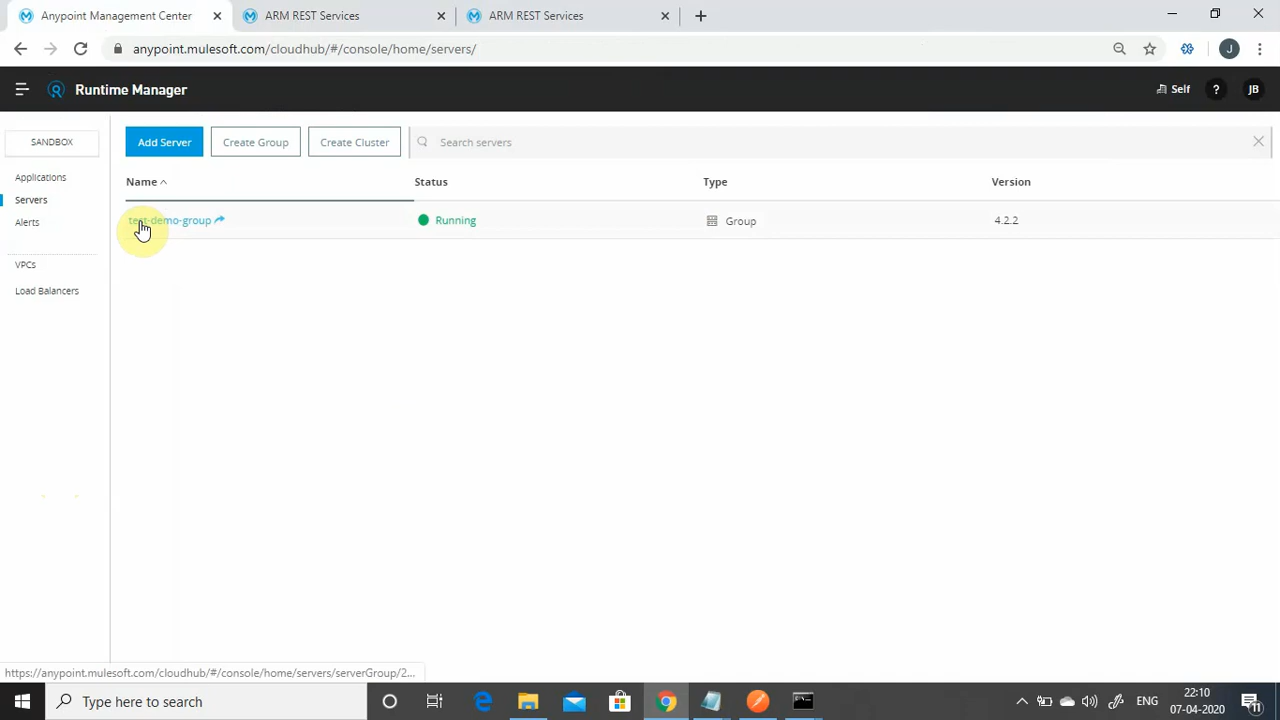 Anypoint Management Center
ARM REST Services
ARM REST Services
anypoint.mulesoft.com/cloudhub/#/console/home/servers/
J
Runtime Manager
Self
?
JB
SANDBOX
Applications
Servers
Alerts
VPCs
Load Balancers
Add Server
Create Group
Create Cluster
Search servers
Name
Status
Type
Version
test-demo-group
Running
Group
4.2.2
https://anypoint.mulesoft.com/cloudhub/#/console/home/servers/serverGroup/2...
Type here to search
ENG
22:10
07-04-2020
11